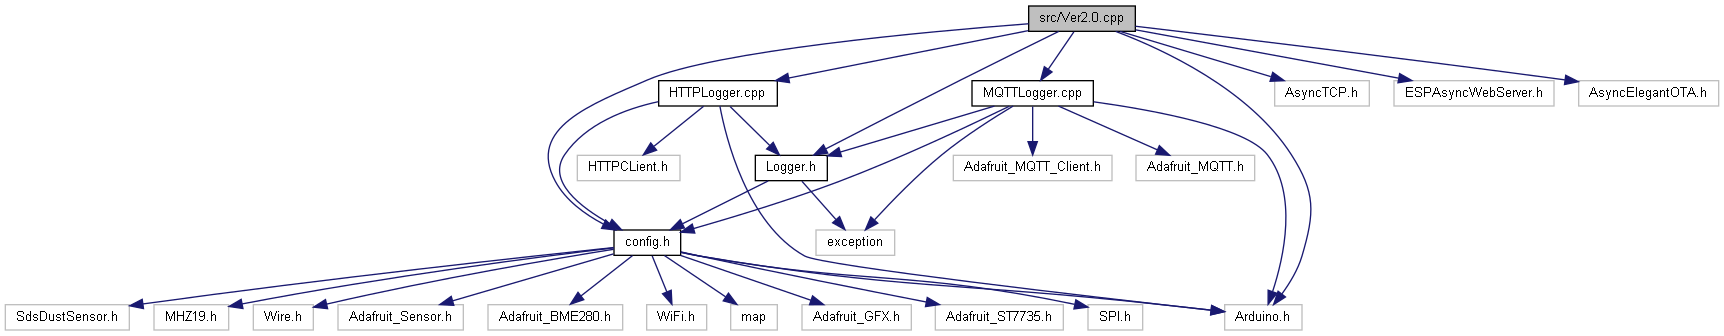 src/Ver2.0.cpp
HTTPLogger.cpp
MQTTLogger.cpp
AsyncTCP.h
ESPAsyncWebServer.h
AsyncElegantOTA.h
HTTPCLient.h
Logger.h
Adafruit_MQTT_Client.h
Adafruit_MQTT.h
config.h
exception
SdsDustSensor.h
MHZ19.h
Wire.h
Adafruit_Sensor.h
Adafruit_BME280.h
WiFi.h
map
Adafruit_GFX.h
Adafruit_ST7735.h
SPI.h
Arduino.h